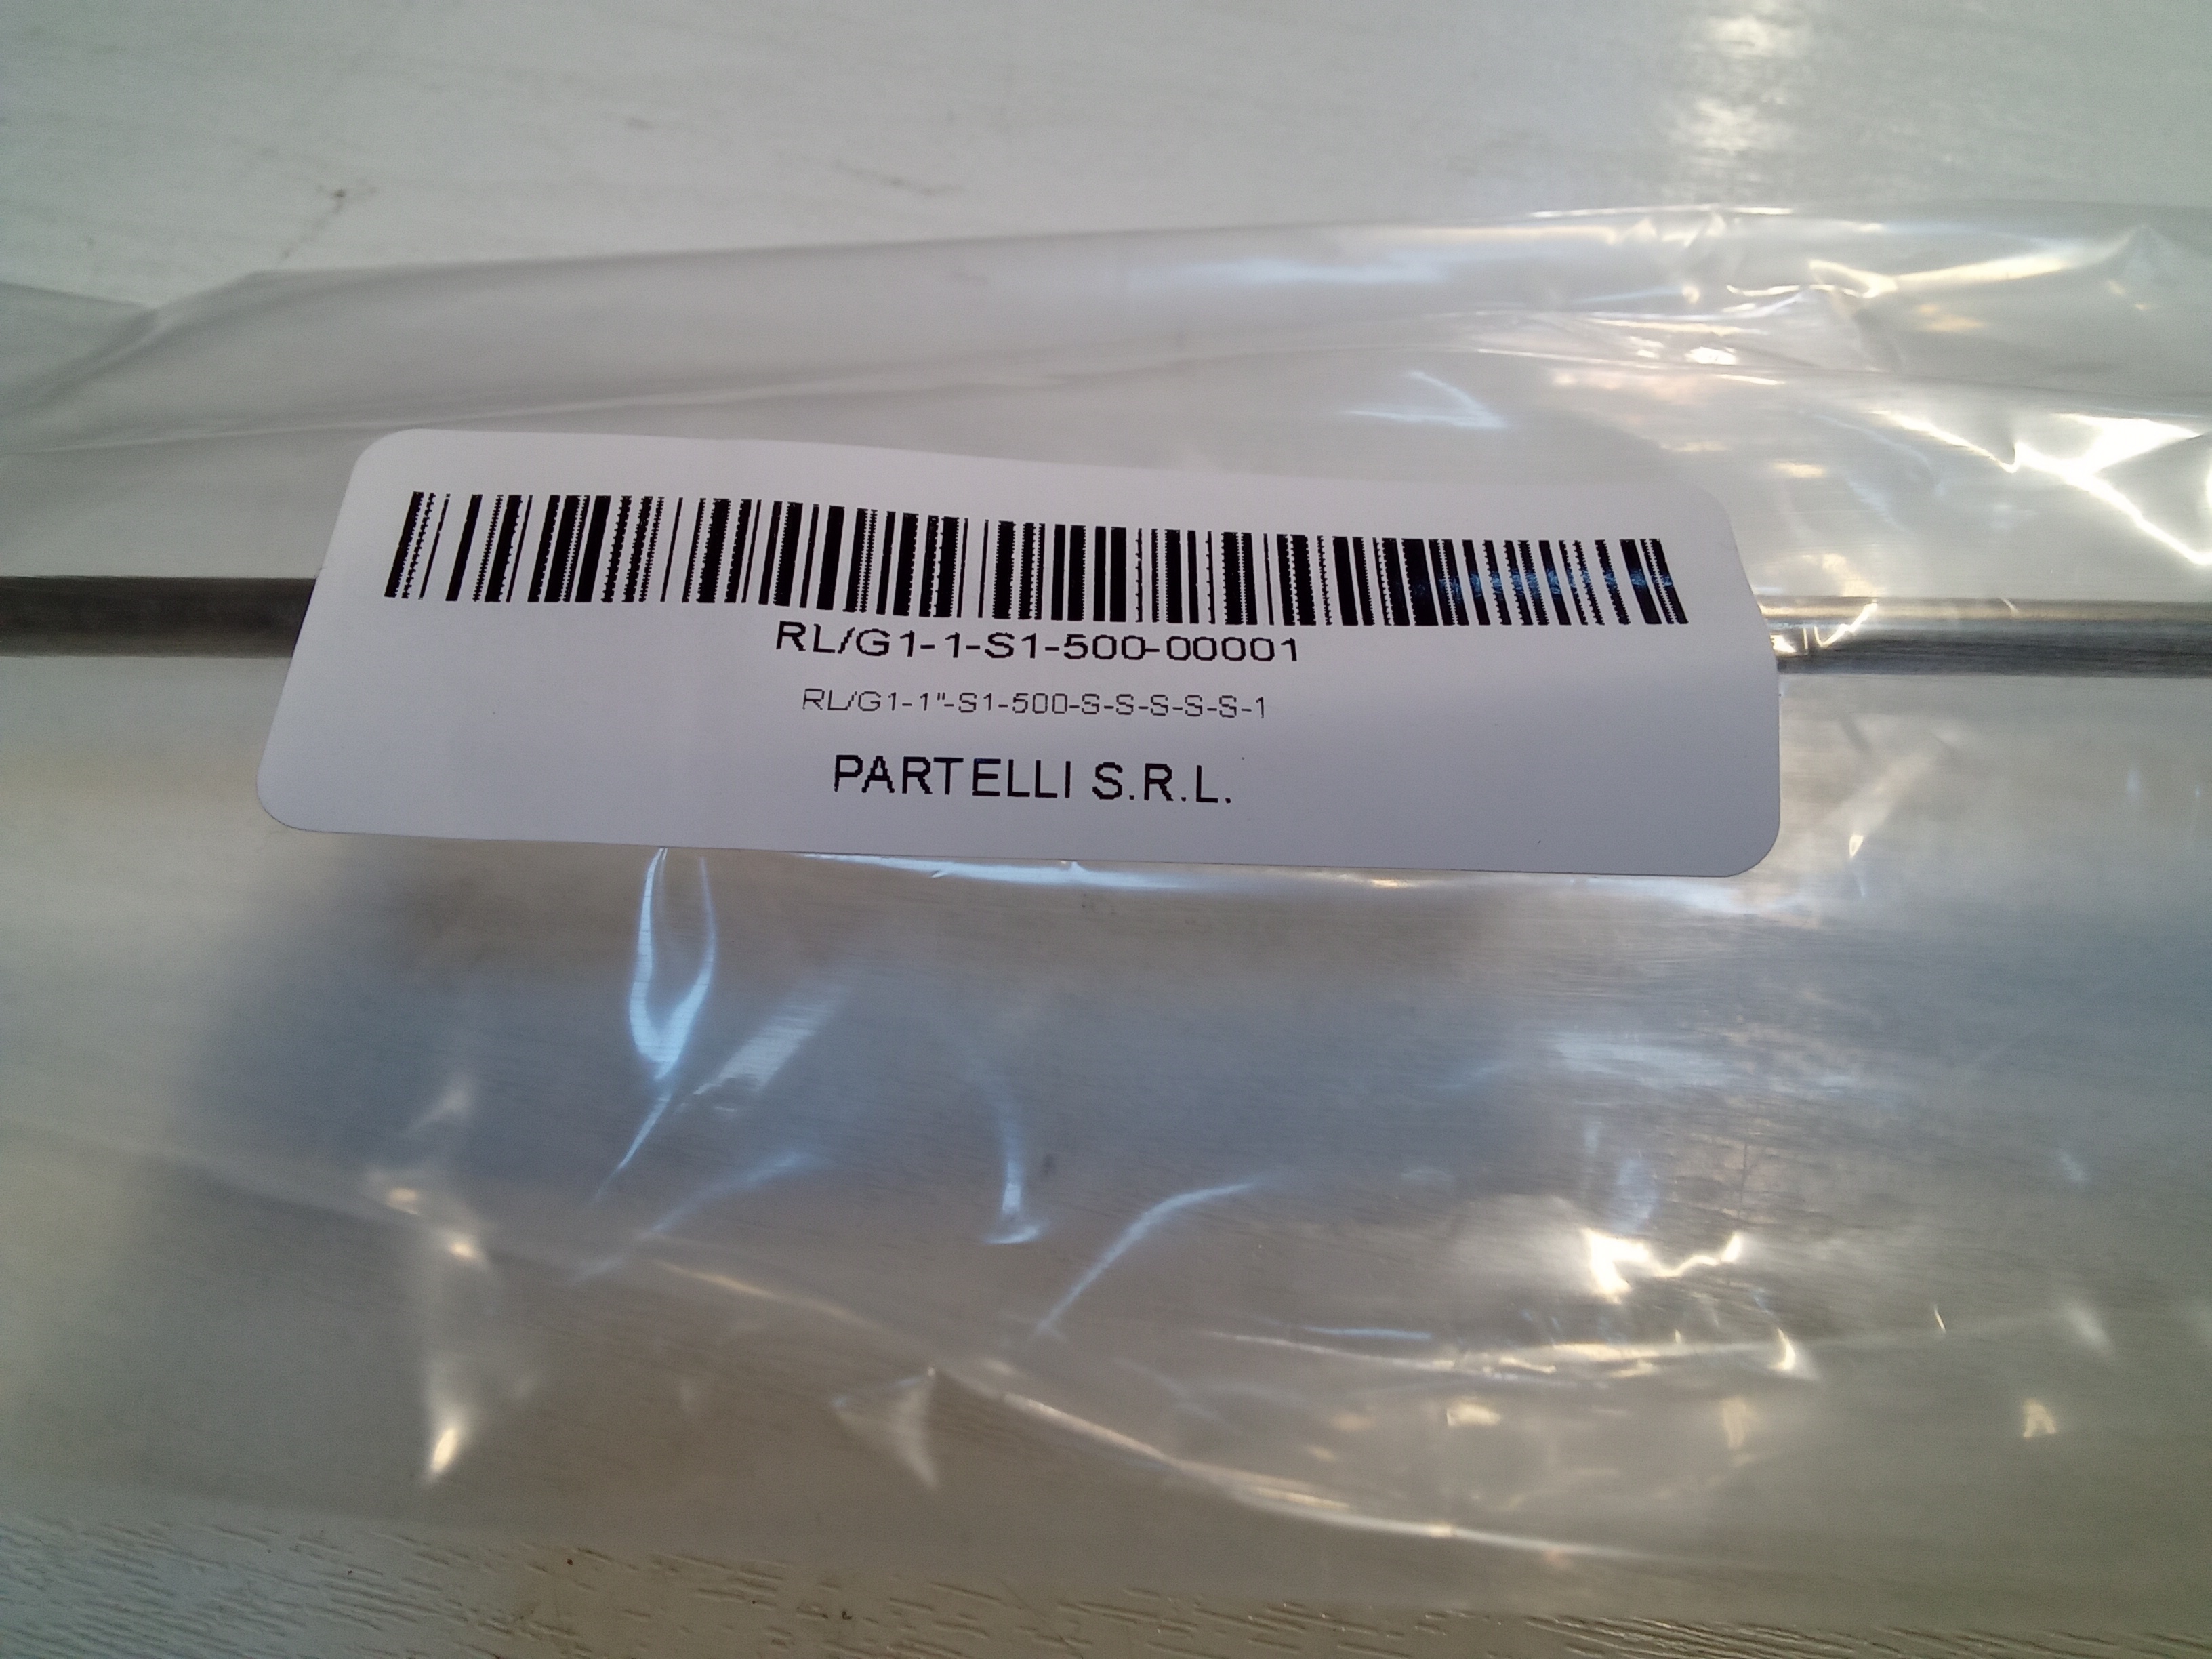 RL/G1-1-S1-500-00001
RL/G1-1"-S1-500-S-S-S-S-S-1
PARTELLI S.R.L.